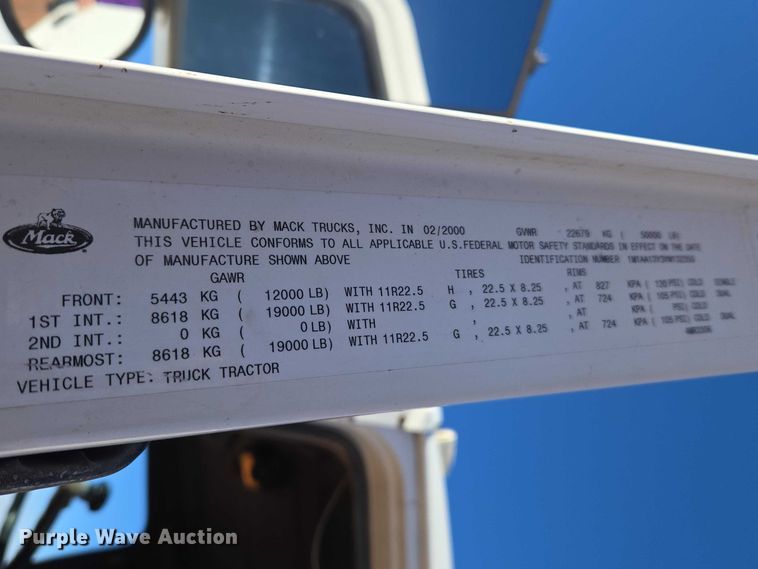 Mack
MANUFACTURED BY MACK TRUCKS, INC. IN 02/2000 GVWR 22679 KG ( 50000 LB)
THIS VEHICLE CONFORMS TO ALL APPLICABLE U.S.FEDERAL MOTOR SAFETY STANDARDS IN EFFECT ON THE DATE
OF MANUFACTURE SHOWN ABOVE IDENTIFICATION NUMBER
GAWR TIRES RIMS
FRONT: 5443 KG ( 12000 LB) WITH 11R22.5 H , 22.5 X 8.25 , AT 827 KPA ( 120 PSI) COLD SINGLE
1ST INT.: 8618 KG ( 19000 LB) WITH 11R22.5 G , 22.5 X 8.25 , AT 724 KPA ( 105 PSI) COLD DUAL
2ND INT.: 0 KG ( 0 LB) WITH , , AT KPA ( PSI) COLD
REARMOST: 8618 KG ( 19000 LB) WITH 11R22.5 G , 22.5 X 8.25 , AT 724 KPA ( 105 PSI) COLD DUAL
VEHICLE TYPE: TRUCK TRACTOR
Purple Wave Auction